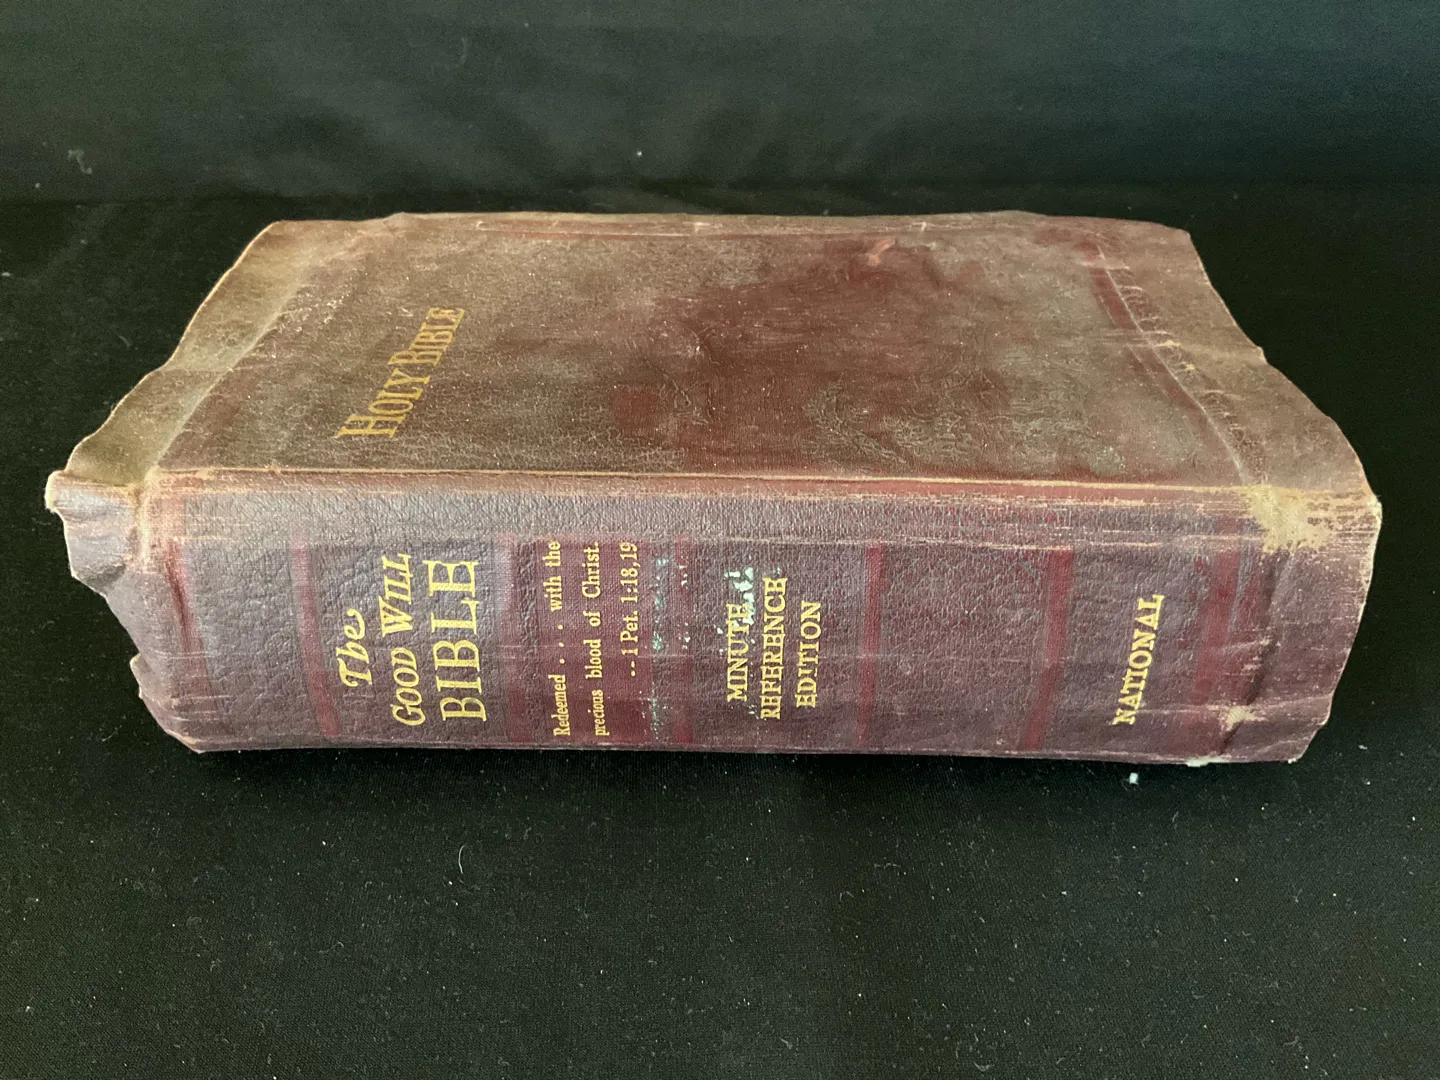 HOLY BIBLE
The
GOOD WILL
BIBLE
Redeemed . . . with the
precious blood of Christ.
--1 Pet. 1:18,19
MINUTE
REFERENCE
EDITION
NATIONAL